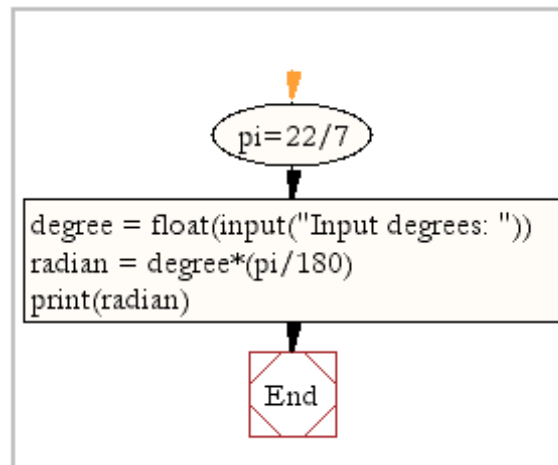 pi=22/7
degree = float(input("Input degrees: "))
radian = degree*(pi/180)
print(radian)
End